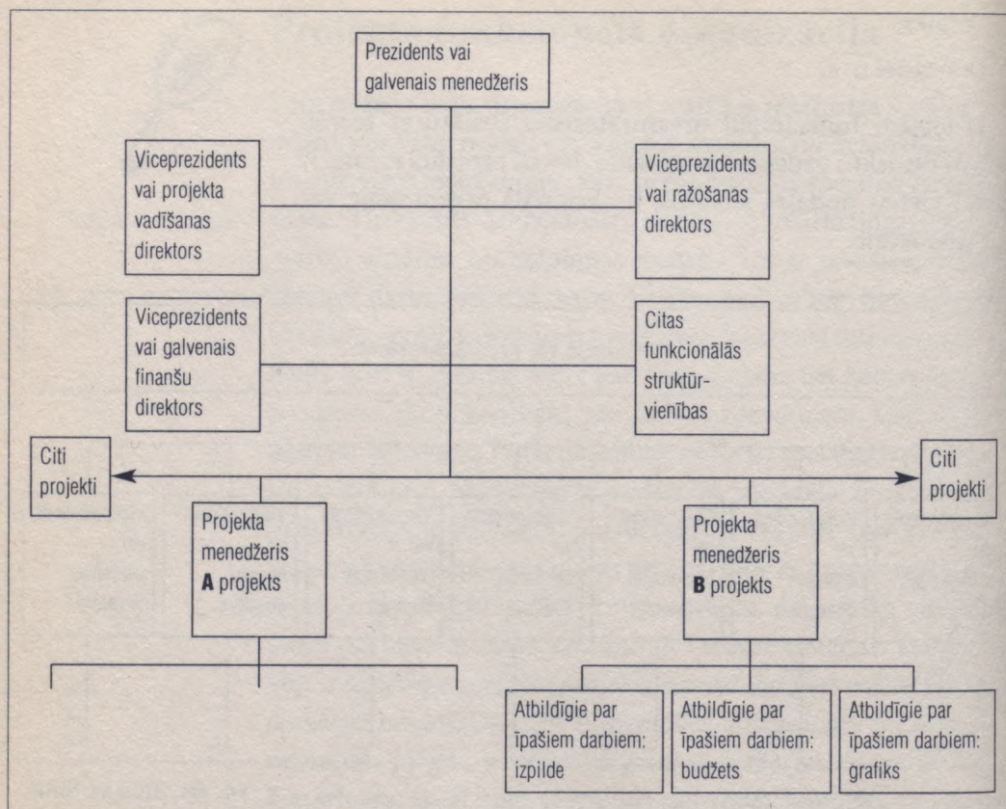 Prezidents vai
galvenais menedžeris
Viceprezidents
vai projekta
vadīšanas
direktors
Viceprezidents
vai ražošanas
direktors
Viceprezidents
vai galvenais
finanšu
direktors
Citas
funkcionālās
struktūr-
vienības
Citi
projekti
Citi
projekti
Projekta
menedžeris
A projekts
Projekta
menedžeris
B projekts
Atbildīgie par
īpašiem darbiem:
izpilde
Atbildīgie par
īpašiem darbiem:
budžets
Atbildīgie par
īpašiem darbiem:
grafiks